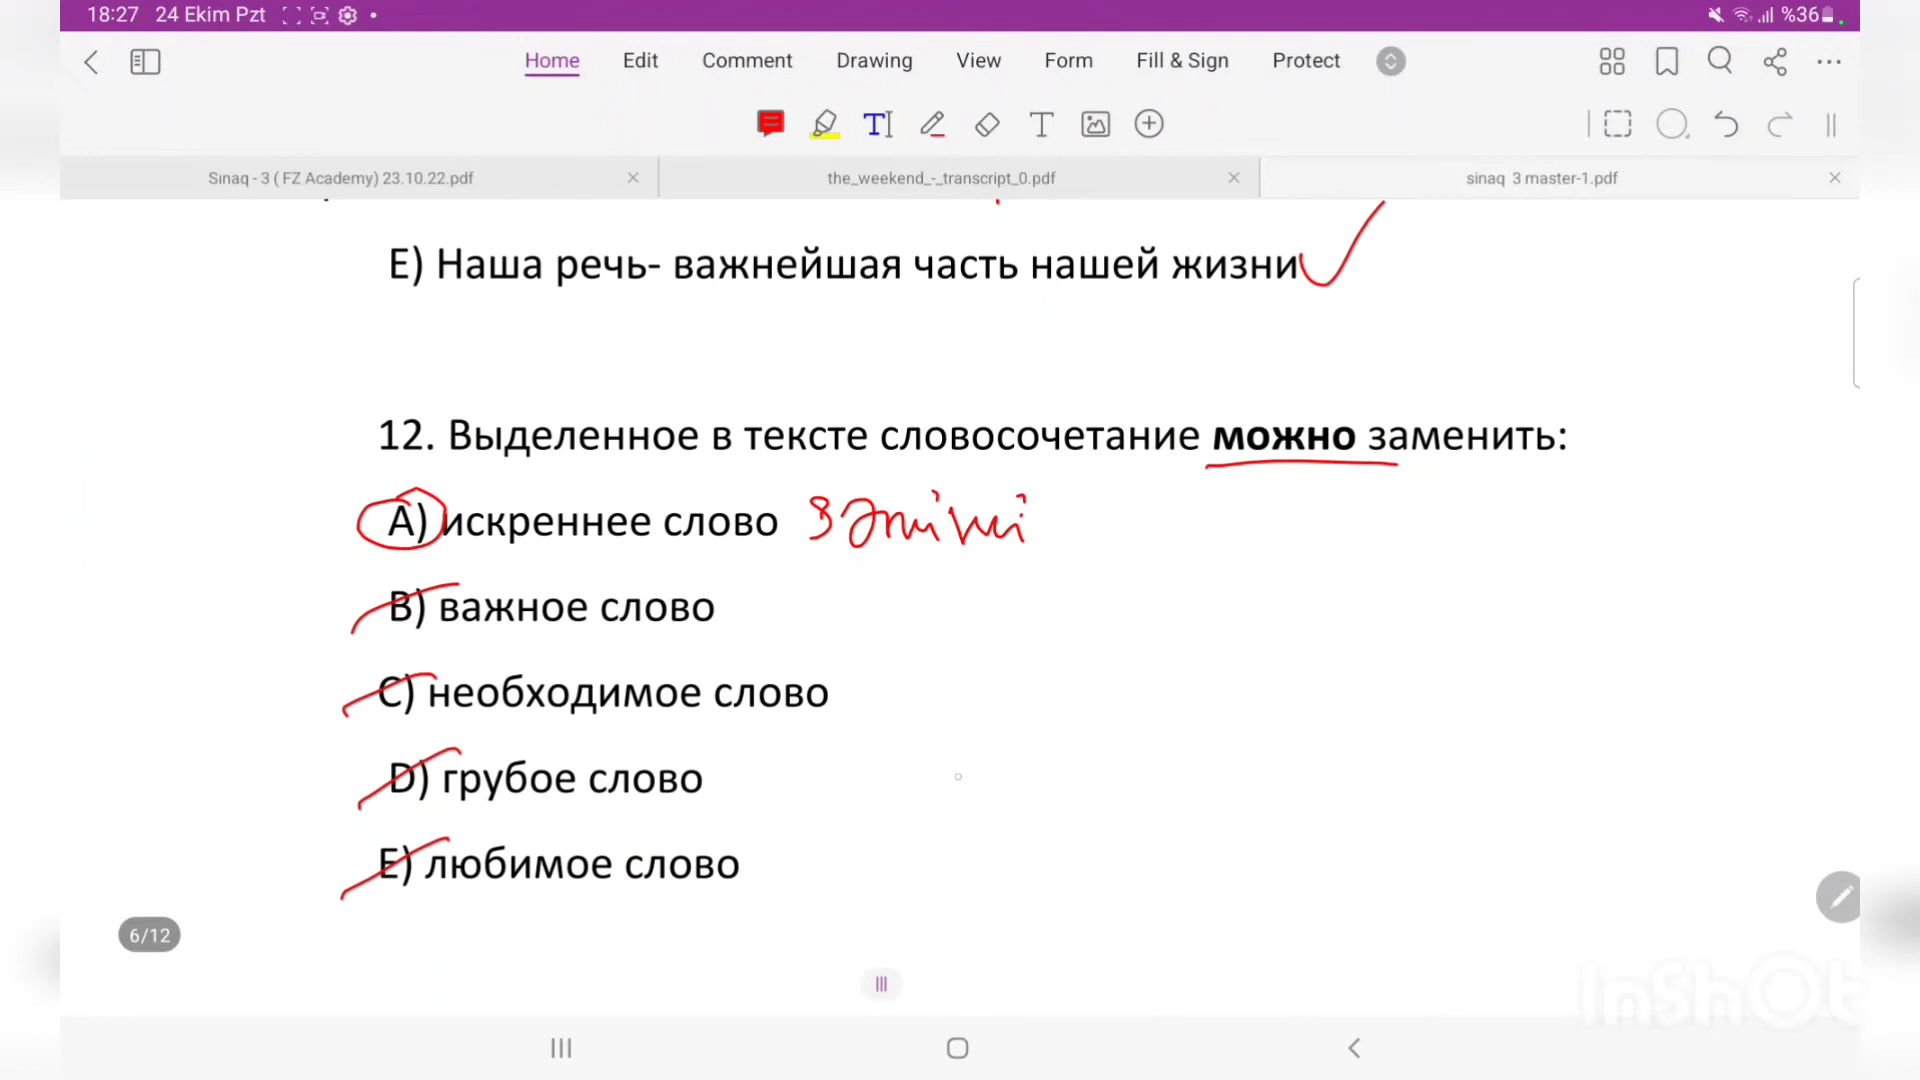 18:27 24 Ekim Pzt %36
Home Edit Comment Drawing View Form Fill & Sign Protect
Sınaq - 3 ( FZ Academy) 23.10.22.pdf the_weekend_-_transcript_0.pdf sinaq 3 master-1.pdf
E) Наша речь- важнейшая часть нашей жизни
12. Выделенное в тексте словосочетание можно заменить:
A) искреннее слово
B) важное слово
C) необходимое слово
D) грубое слово
E) любимое слово
6/12
InShOt